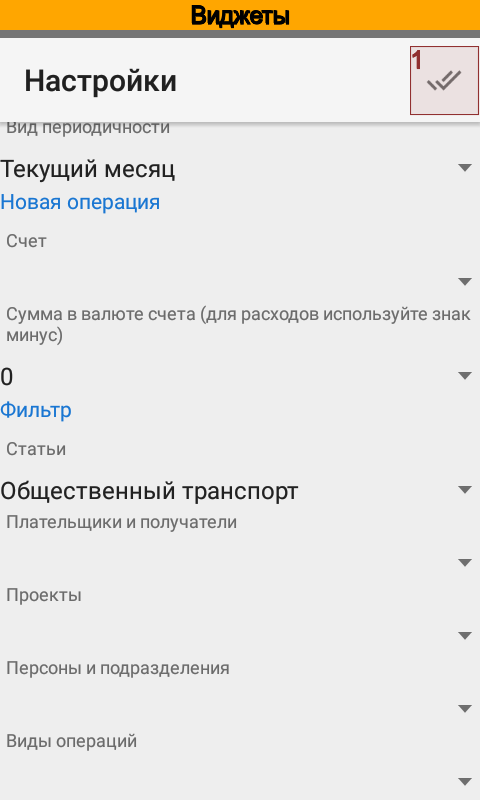 Виджеты
Настройки
1
Вид периодичности
Текущий месяц
Новая операция
Счет
Сумма в валюте счета (для расходов используйте знак
минус)
0
Фильтр
Статьи
Общественный транспорт
Плательщики и получатели
Проекты
Персоны и подразделения
Виды операций